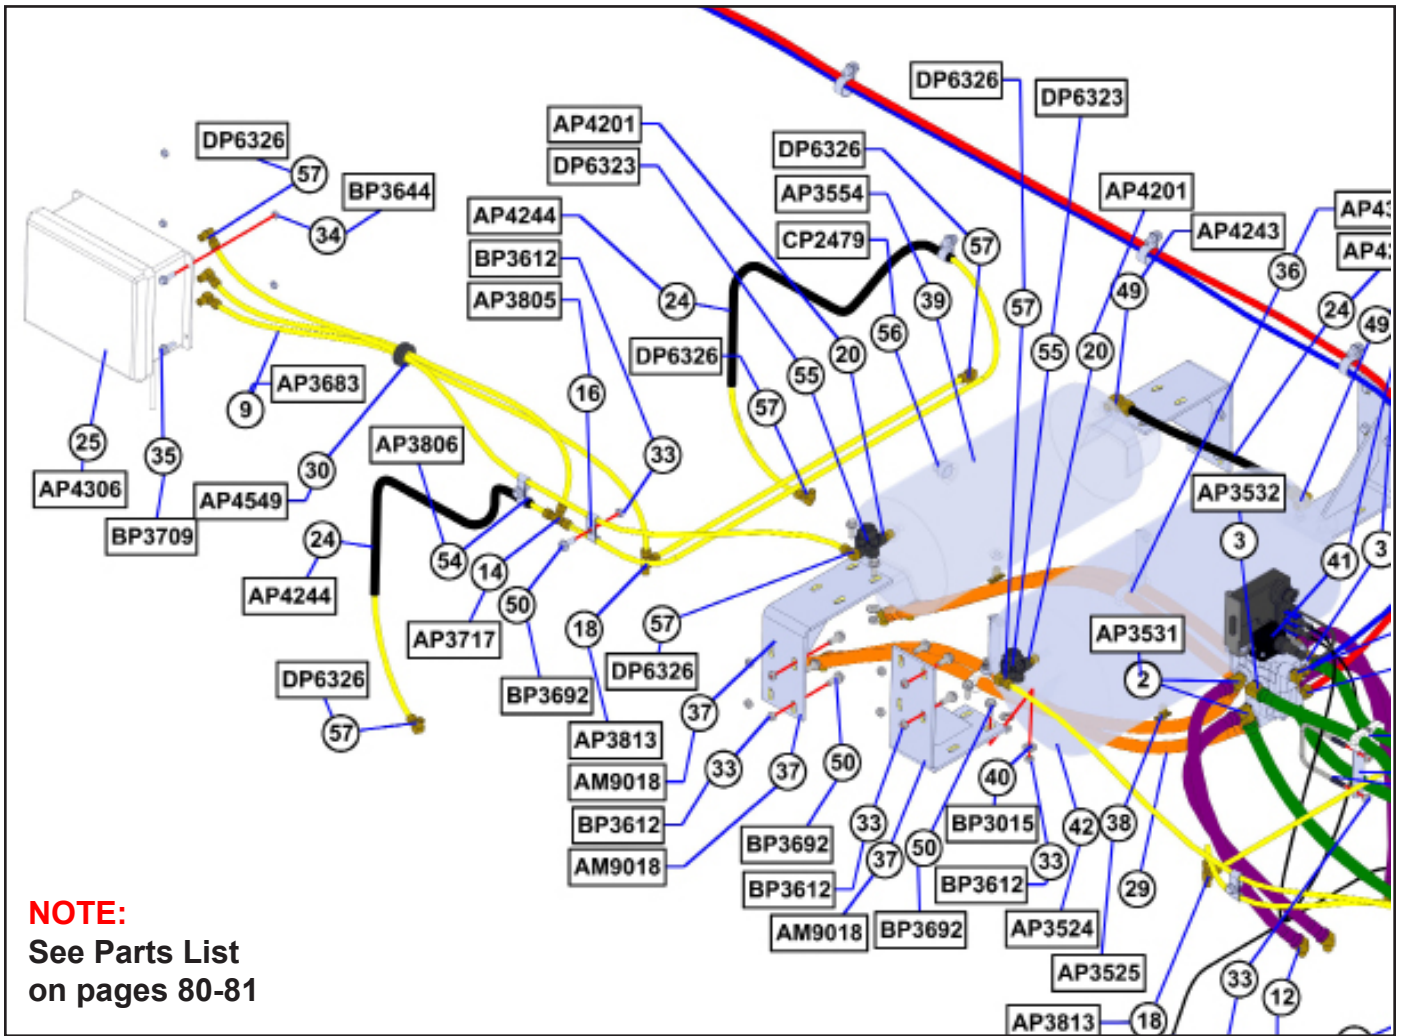 DP6326
DP6323
AP4201
DP6323
DP6326
AP3554
CP2479
AP4201
AP4243
DP6326
57
BP3644
34
AP4244
BP3612
AP3805
57
49
36
24
49
24
39
57
56
20
55
57
55
20
DP6326
57
16
33
9
AP3683
25
AP4306
35
BP3709
AP4549
30
AP3806
AP3532
3
41
3
24
AP4244
54
14
AP3717
50
BP3692
18
AP3813
57
DP6326
AP3531
2
DP6326
57
37
AM9018
33
BP3612
37
AM9018
50
BP3692
33
BP3612
37
AM9018
50
BP3692
40
BP3015
33
BP3612
42
AP3524
38
AP3525
29
AP3813
18
33
12
NOTE:
See Parts List
on pages 80-81